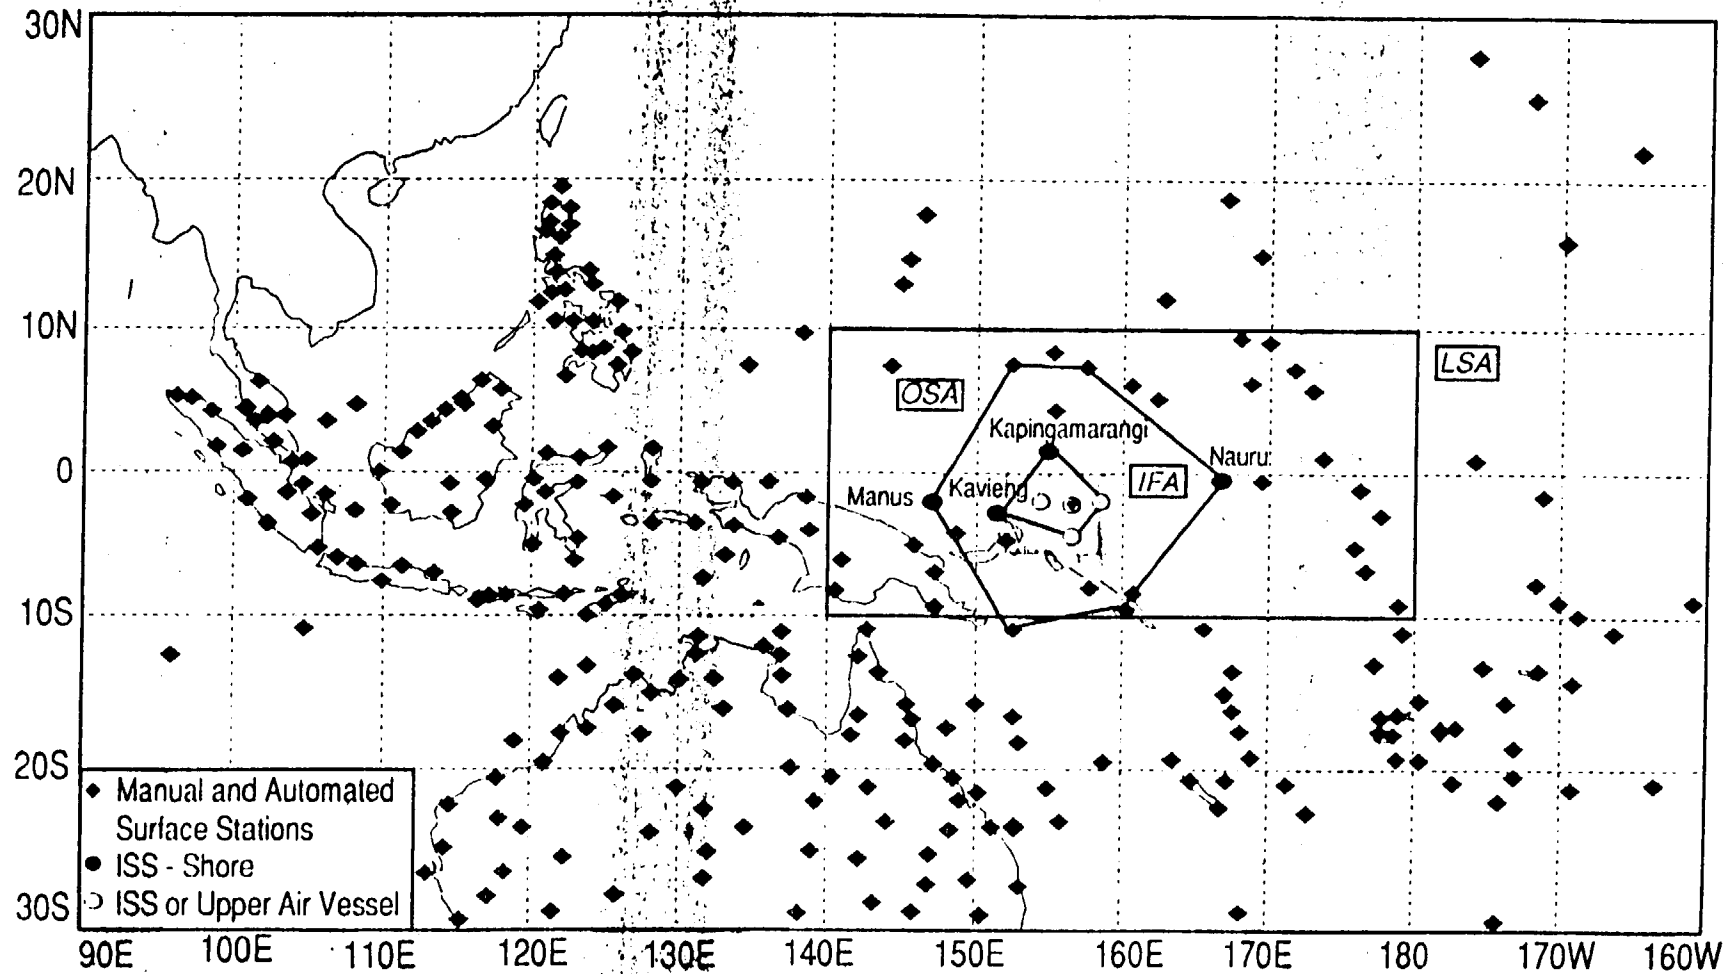 30N
20N
10N
0
10S
20S
30S
LSA
OSA
Kapingamarangi
Nauru
IFA
Manus
Kavieng
Manual and Automated
Surface Stations
ISS - Shore
ISS or Upper Air Vessel
90E 100E 110E 120E 130E 140E 150E 160E 170E 180 170W 160W